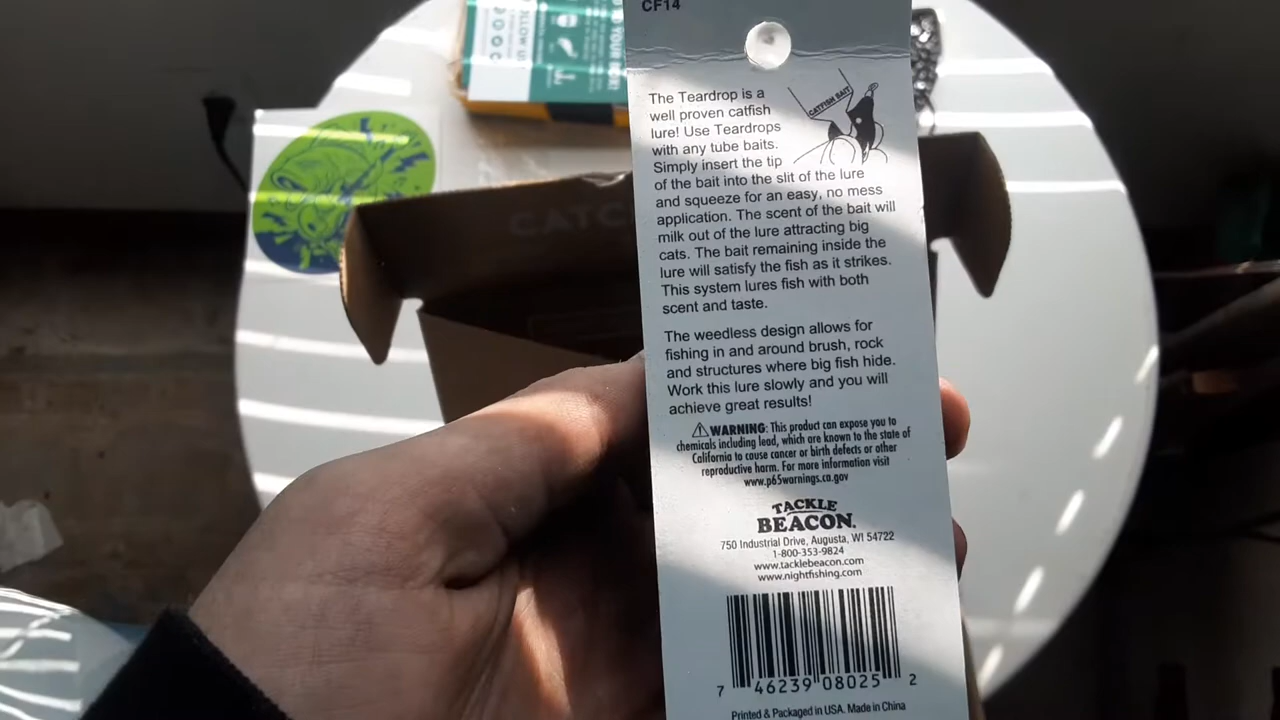 CF14
The Teardrop is a
well proven catfish
lure! Use Teardrops
with any tube baits.
Simply insert the tip
of the bait into the slit of the lure
and squeeze for an easy, no mess
application. The scent of the bait will
milk out of the lure attracting big
cats. The bait remaining inside the
lure will satisfy the fish as it strikes.
This system lures fish with both
scent and taste.
CATFISH BAIT
The weedless design allows for
fishing in and around brush, rock
and structures where big fish hide.
Work this lure slowly and you will
achieve great results!
WARNING: This product can expose you to
chemicals including lead, which are known to the state of
California to cause cancer or birth defects or other
reproductive harm. For more information visit
www.p65warnings.ca.gov
TACKLE
BEACON.
750 Industrial Drive, Augusta, WI 54722
1-800-353-9824
www.tacklebeacon.com
www.nightfishing.com
7 46239 08025 2
Printed & Packaged in USA. Made in China
CATC